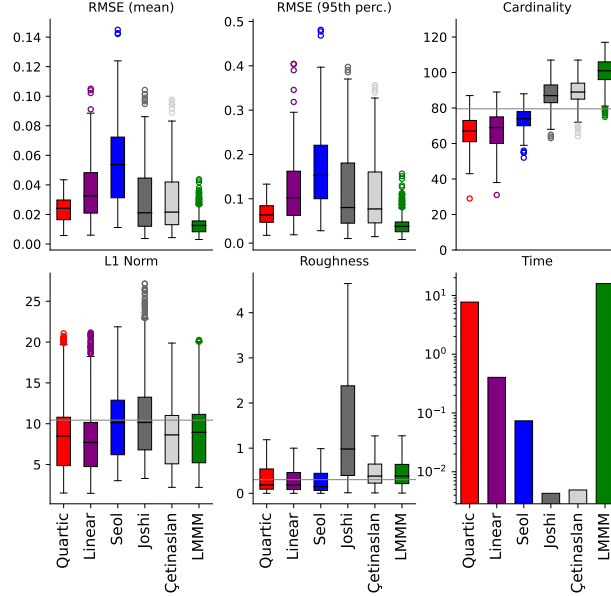 RMSE (mean)
RMSE (95th perc.)
Cardinality
0.14
0.12
0.10
0.08
0.06
0.04
0.02
0.00
0.5
0.4
0.3
0.2
0.1
0.0
120
100
80
60
40
20
0
L1 Norm
Roughness
Time
25
20
15
10
5
4
3
2
1
0
10¹
10⁰
10⁻¹
10⁻²
Quartic
Linear
Seol
Joshi
Çetinaslan
LMMM
Quartic
Linear
Seol
Joshi
Çetinaslan
LMMM
Quartic
Linear
Seol
Joshi
Çetinaslan
LMMM